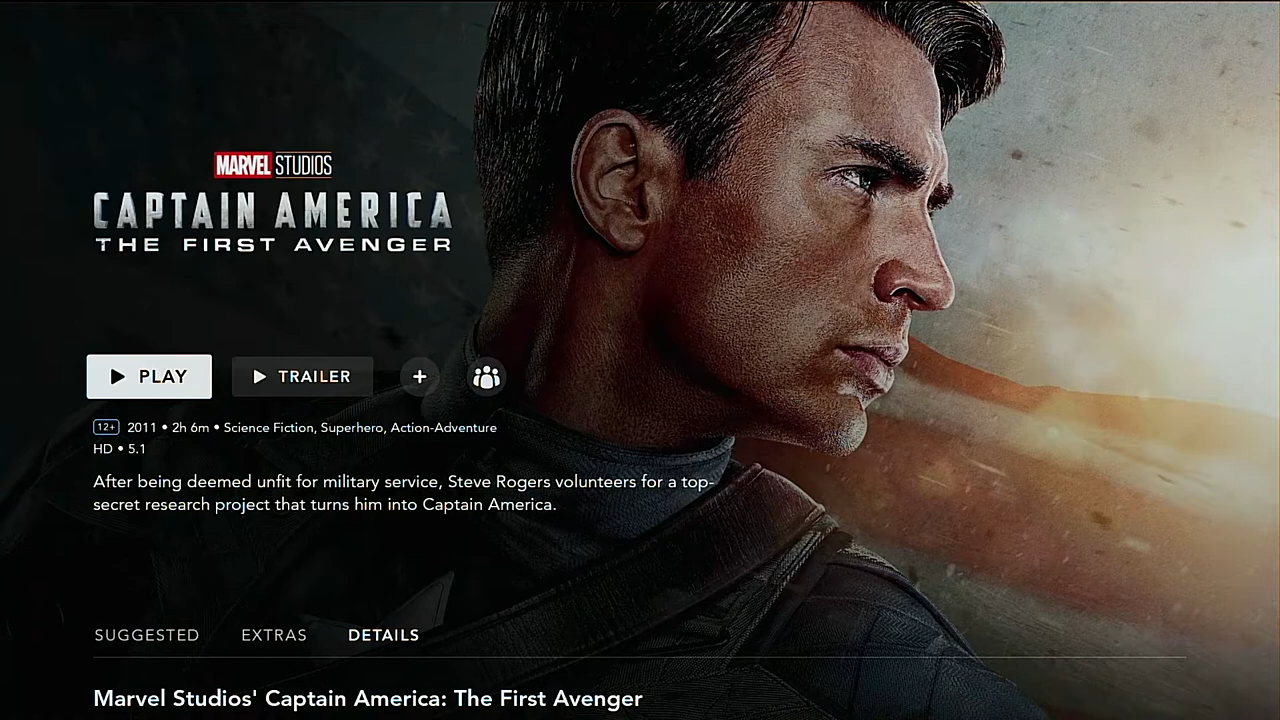 MARVEL STUDIOS
CAPTAIN AMERICA
THE FIRST AVENGER
PLAY
TRAILER
12+ 2011 • 2h 6m • Science Fiction, Superhero, Action-Adventure
HD • 5.1
After being deemed unfit for military service, Steve Rogers volunteers for a top-
secret research project that turns him into Captain America.
SUGGESTED EXTRAS DETAILS
Marvel Studios' Captain America: The First Avenger